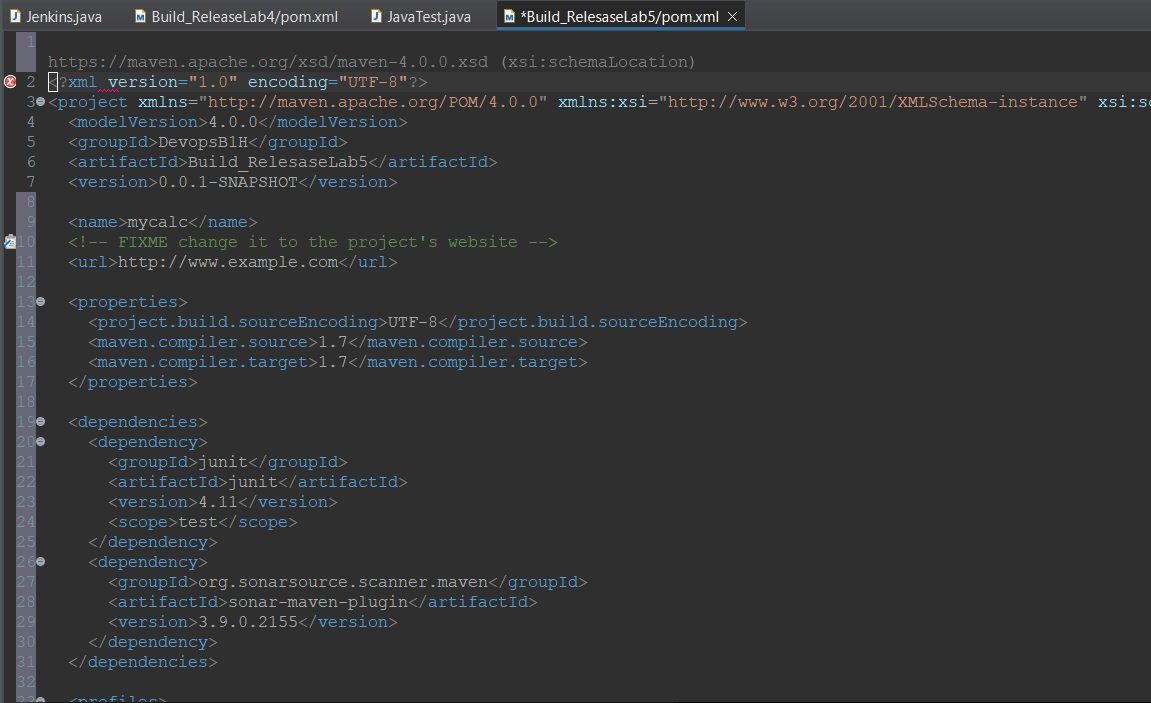 Jenkins.java Build_ReleaseLab4/pom.xml JavaTest.java *Build_RelesaseLab5/pom.xml
1
https://maven.apache.org/xsd/maven-4.0.0.xsd (xsi:schemaLocation)
2 <?xml version="1.0" encoding="UTF-8"?>
3 <project xmlns="http://maven.apache.org/POM/4.0.0" xmlns:xsi="http://www.w3.org/2001/XMLSchema-instance" xsi:sc
4 <modelVersion>4.0.0</modelVersion>
5 <groupId>DevopsB1H</groupId>
6 <artifactId>Build_RelesaseLab5</artifactId>
7 <version>0.0.1-SNAPSHOT</version>
8
9 <name>mycalc</name>
10 <!-- FIXME change it to the project's website -->
11 <url>http://www.example.com</url>
12
13 <properties>
14 <project.build.sourceEncoding>UTF-8</project.build.sourceEncoding>
15 <maven.compiler.source>1.7</maven.compiler.source>
16 <maven.compiler.target>1.7</maven.compiler.target>
17 </properties>
18
19 <dependencies>
20 <dependency>
21 <groupId>junit</groupId>
22 <artifactId>junit</artifactId>
23 <version>4.11</version>
24 <scope>test</scope>
25 </dependency>
26 <dependency>
27 <groupId>org.sonarsource.scanner.maven</groupId>
28 <artifactId>sonar-maven-plugin</artifactId>
29 <version>3.9.0.2155</version>
30 </dependency>
31 </dependencies>
32
33 <profiles>